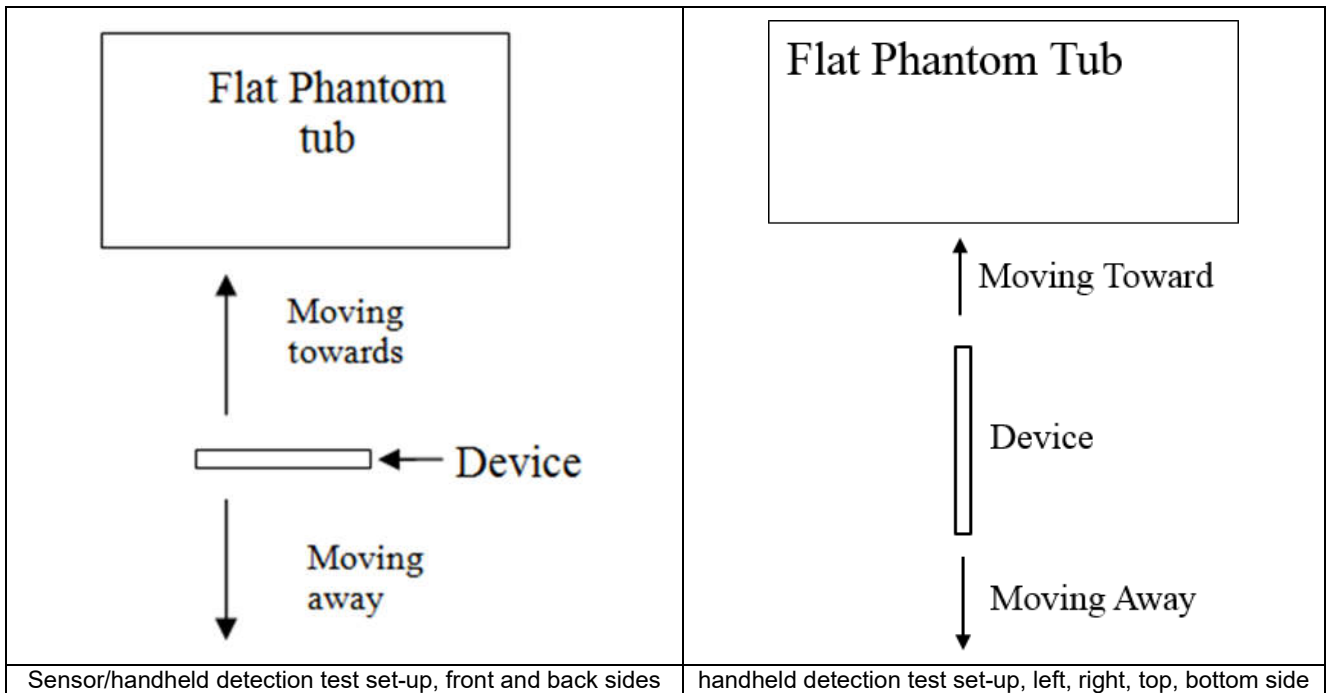 Flat Phantom
tub
Moving
towards
Device
Moving
away
Sensor/handheld detection test set-up, front and back sides
Flat Phantom Tub
Moving Toward
Device
Moving Away
handheld detection test set-up, left, right, top, bottom side